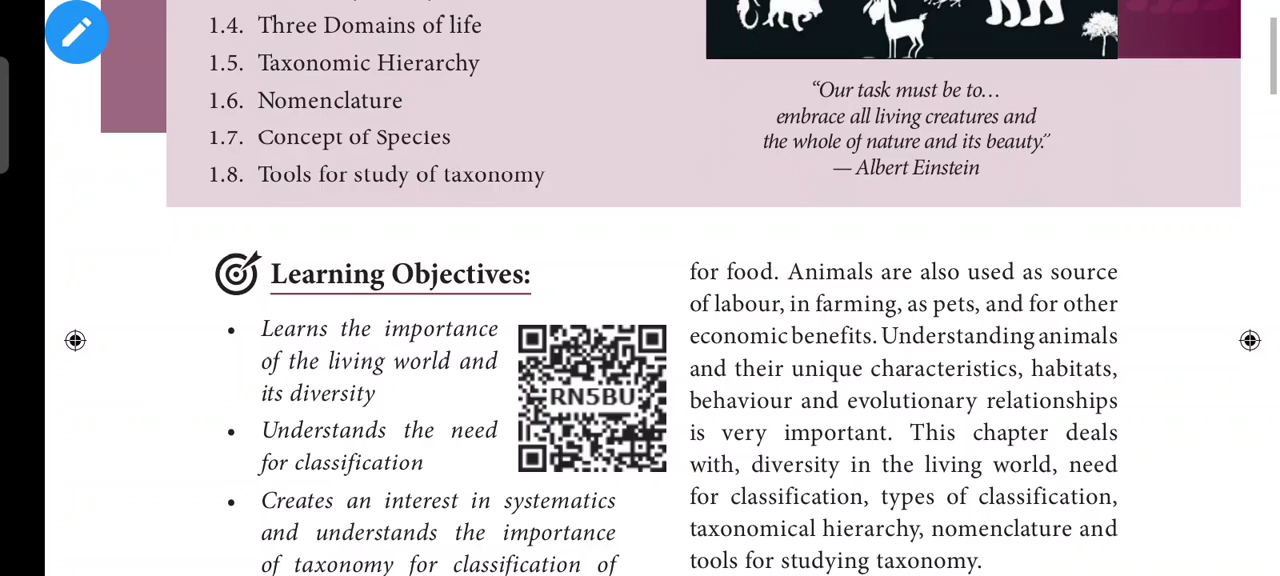 1.4. Three Domains of life
1.5. Taxonomic Hierarchy
1.6. Nomenclature
1.7. Concept of Species
1.8. Tools for study of taxonomy
“Our task must be to…
embrace all living creatures and
the whole of nature and its beauty.”
— Albert Einstein
Learning Objectives:
• Learns the importance
of the living world and
its diversity
• Understands the need
for classification
• Creates an interest in systematics
and understands the importance
of taxonomy for classification of
RN5BU
for food. Animals are also used as source
of labour, in farming, as pets, and for other
economic benefits. Understanding animals
and their unique characteristics, habitats,
behaviour and evolutionary relationships
is very important. This chapter deals
with, diversity in the living world, need
for classification, types of classification,
taxonomical hierarchy, nomenclature and
tools for studying taxonomy.